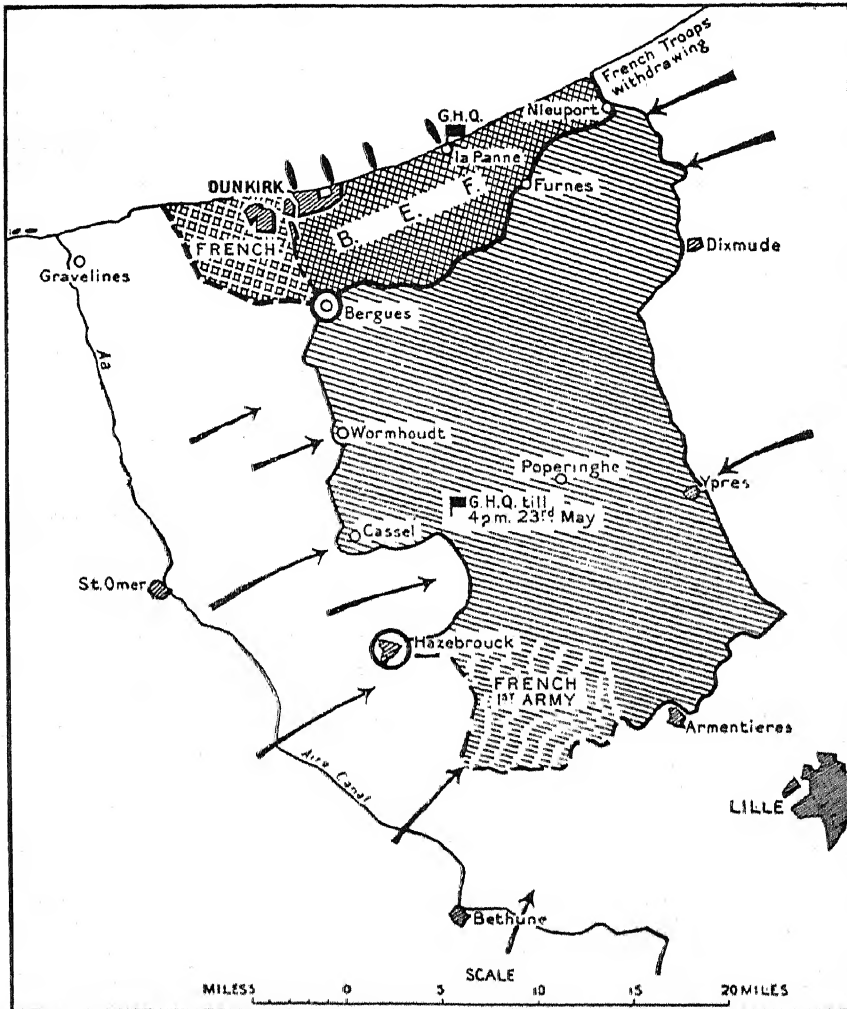 French Troops
withdrawing
G.H.Q.
Nieuport
la Panne
DUNKIRK
Furnes
B. E. F.
FRENCH
Dixmude
Gravelines
Bergues
Aa
Wormhoudt
Poperinghe
Ypres
G.H.Q. till
4pm. 23rd May
Cassel
St. Omer
Hazebrouck
FRENCH
1ST ARMY
Armentieres
Aire Canal
LILLE
Bethune
SCALE
MILES 5 0 5 10 15 20 MILES